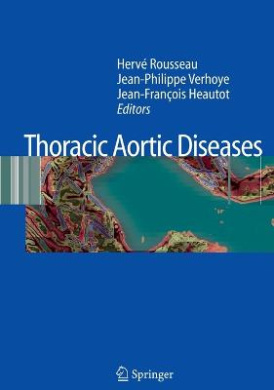 Hervé Rousseau
Jean-Philippe Verhoye
Jean-François Heautot
Editors
Thoracic Aortic Diseases
Springer